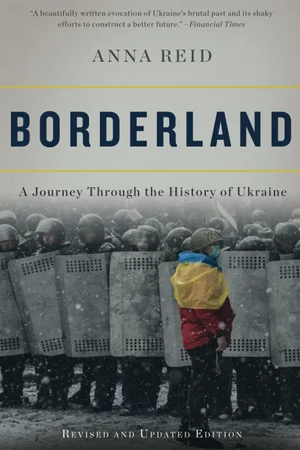 “A beautifully written evocation of Ukraine’s brutal past and its shaky
efforts to construct a better future.” —Financial Times
ANNA REID
BORDERLAND
A Journey Through the History of Ukraine
REVISED AND UPDATED EDITION